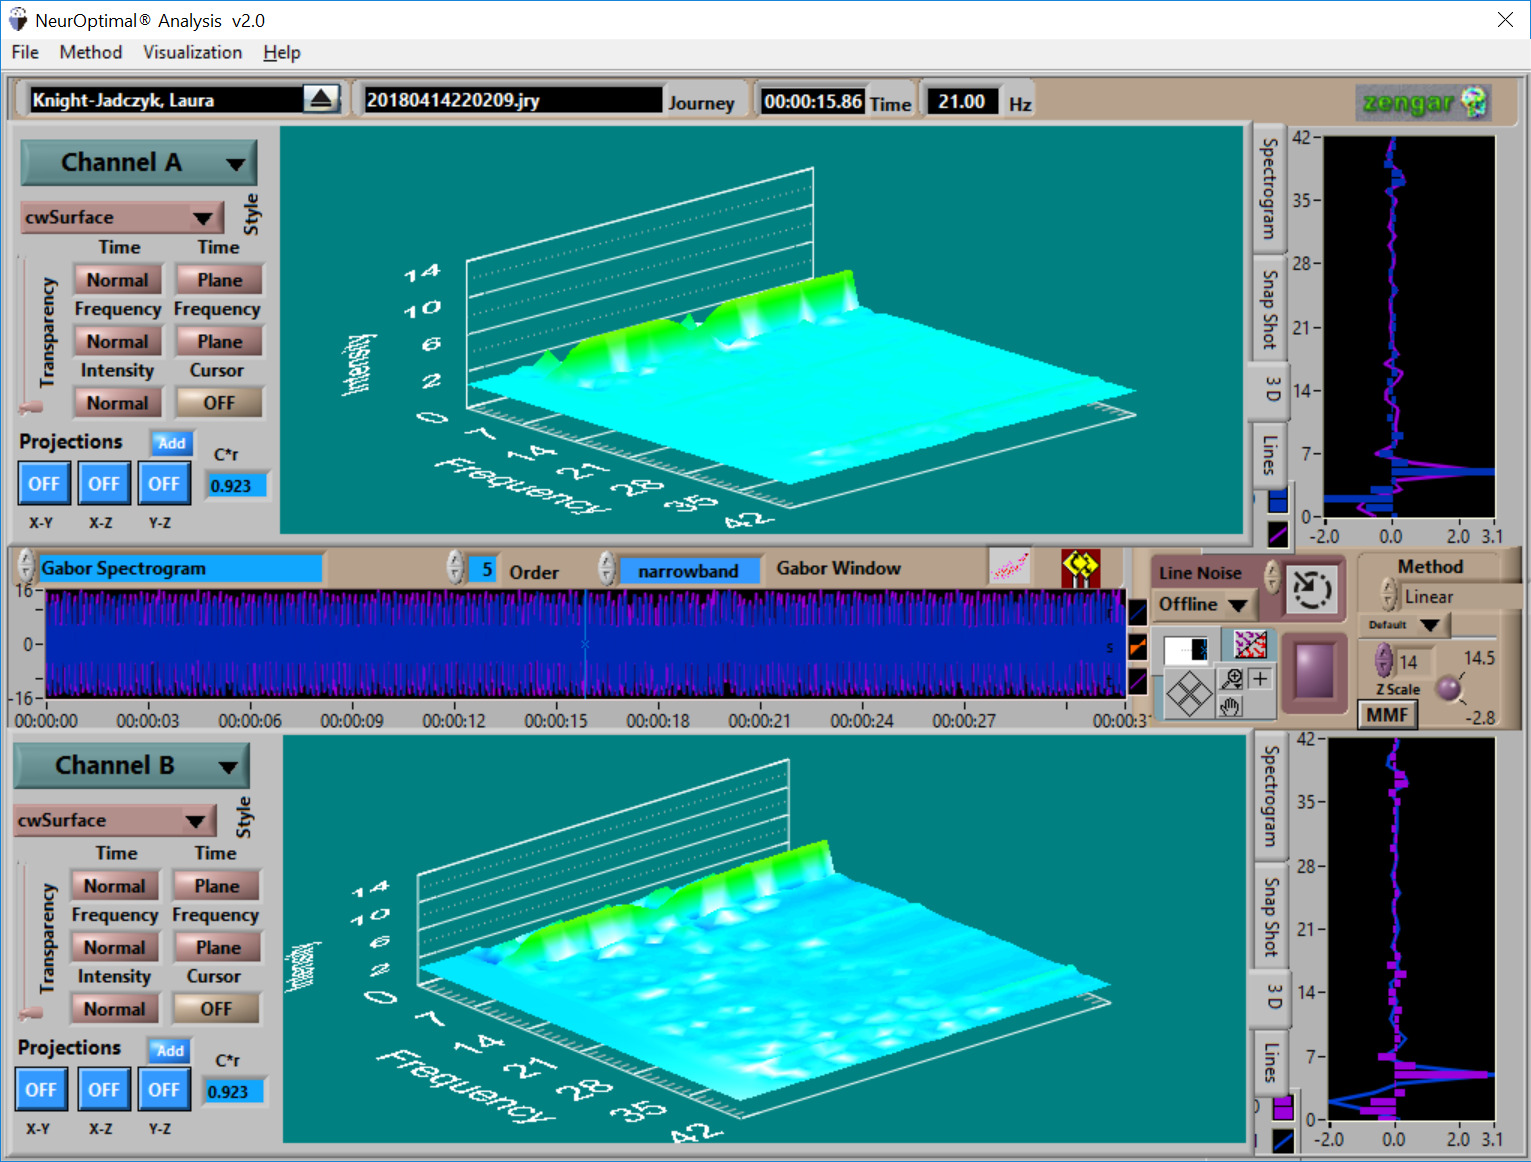 NeurOptimal® Analysis v2.0
File Method Visualization Help
Knight-Jadczyk, Laura 20180414220209.jry Journey 00:00:15.86 Time 21.00 Hz
zengar
Channel A
cwSurface
Style
Transparency
Time Time
Normal Plane
Frequency Frequency
Normal Plane
Intensity Cursor
Normal OFF
Projections Add
C*r
OFF OFF OFF 0.923
X-Y X-Z Y-Z
14
10
6
2
0
Intensity
7 14 21 28 35 42
Frequency
Spectrogram
Snap Shot
3 D
Lines
42
35
28
21
14
7
0
-2.0 0.0 2.0 3.1
Gabor Spectrogram 5 Order narrowband Gabor Window
16
0
-16
r
s
t
00:00:00 00:00:03 00:00:06 00:00:09 00:00:12 00:00:15 00:00:18 00:00:21 00:00:24 00:00:27 00:00:31
Line Noise
Offline
Method
Linear
Default
14 14.5
Z Scale
MMF -2.8
Channel B
cwSurface
Style
Transparency
Time Time
Normal Plane
Frequency Frequency
Normal Plane
Intensity Cursor
Normal OFF
Projections Add
C*r
OFF OFF OFF 0.923
X-Y X-Z Y-Z
14
10
6
2
0
Intensity
7 14 21 28 35 42
Frequency
Spectrogram
Snap Shot
3 D
Lines
42
35
28
21
14
7
0
-2.0 0.0 2.0 3.1